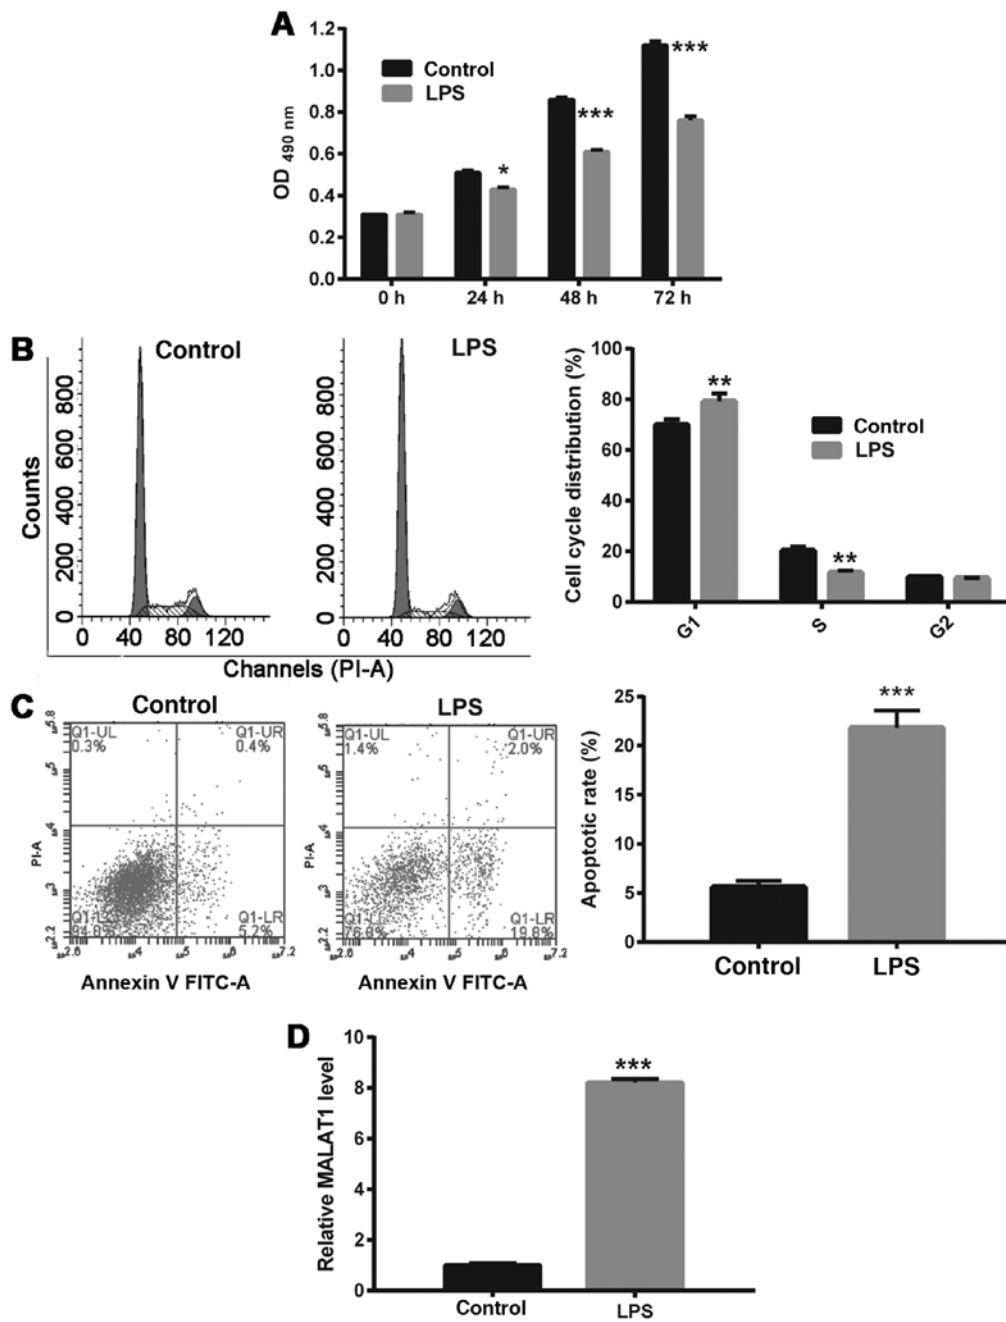 A
1.2
1.0
0.8
0.6
0.4
0.2
0.0
OD 490 nm
Control
LPS
*
***
***
0 h
24 h
48 h
72 h
B
Control
LPS
Counts
800
600
400
200
0
0 40 80 120
800
600
400
200
0
0 40 80 120
Channels (PI-A)
Cell cycle distribution (%)
100
80
60
40
20
0
**
**
Control
LPS
G1
S
G2
C
Control
LPS
Q1-UL
0.3%
Q1-UR
0.4%
Q1-LR
5.2%
PI-A
Annexin V FITC-A
Q1-UL
1.4%
Q1-UR
2.0%
Q1-LR
19.8%
PI-A
Annexin V FITC-A
Apoptotic rate (%)
25
20
15
10
5
0
***
Control
LPS
D
Relative MALAT1 level
10
8
6
4
2
0
***
Control
LPS